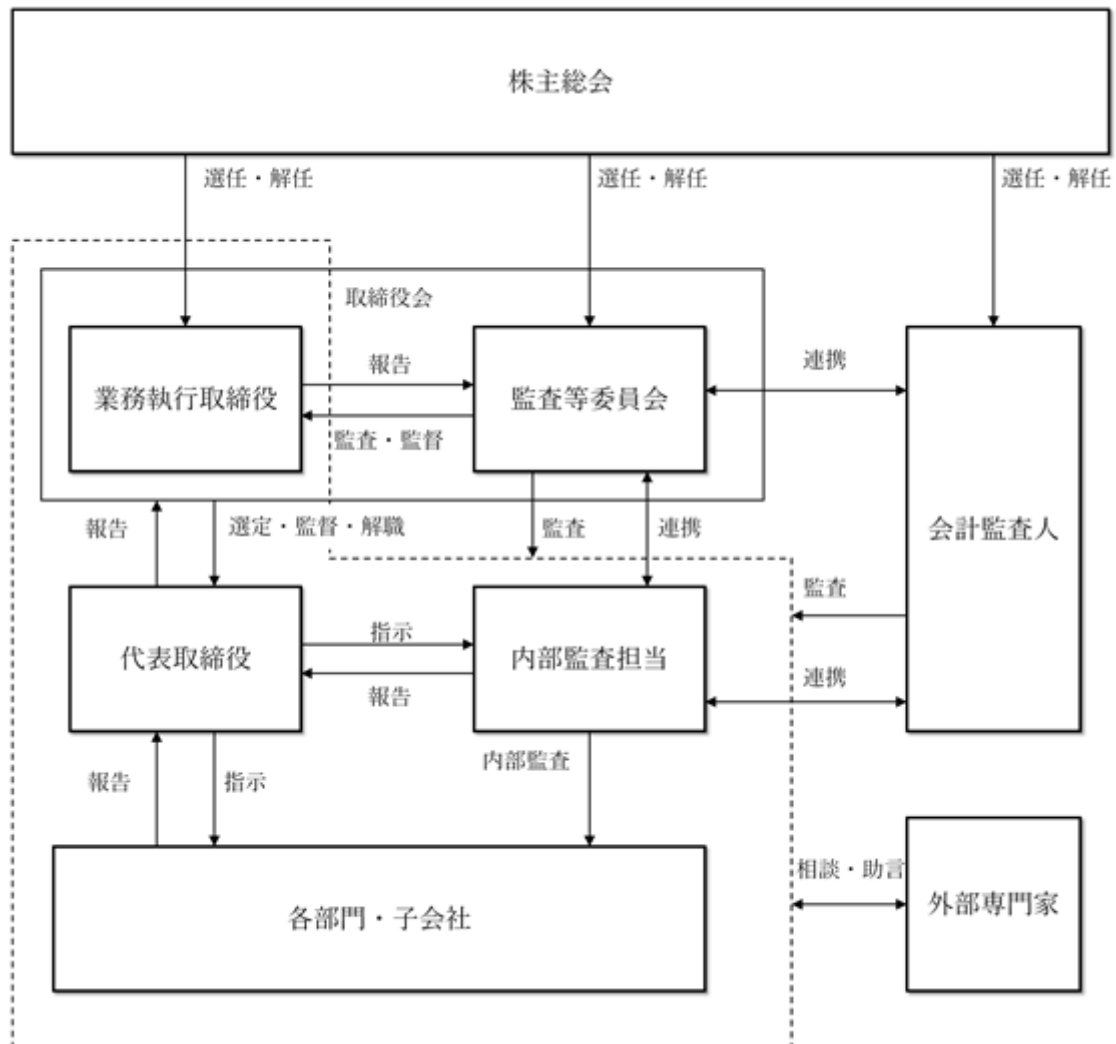 株主総会
選任・解任
選任・解任
選任・解任
取締役会
業務執行取締役
報告
監査・監督
監査等委員会
連携
会計監査人
報告
選定・監督・解職
監査
連携
代表取締役
指示
報告
内部監査担当
監査
連携
報告
指示
内部監査
各部門・子会社
相談・助言
外部専門家